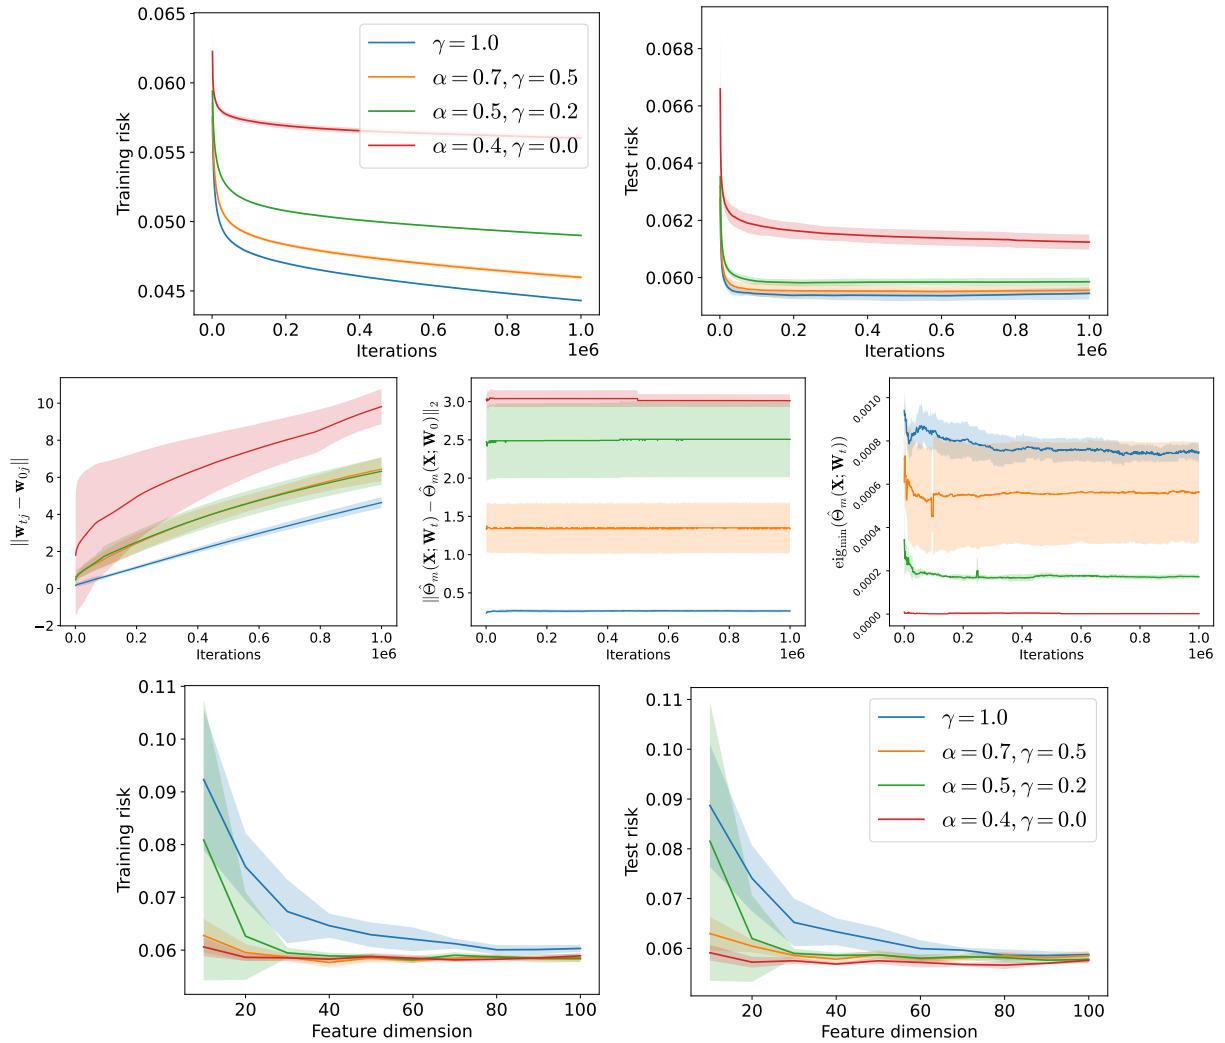 Training risk
0.065
0.060
0.055
0.050
0.045
γ = 1.0
α = 0.7, γ = 0.5
α = 0.5, γ = 0.2
α = 0.4, γ = 0.0
0.0 0.2 0.4 0.6 0.8 1.0
Iterations
1e6
Test risk
0.068
0.066
0.064
0.062
0.060
0.0 0.2 0.4 0.6 0.8 1.0
Iterations
1e6
||w_{tj} − w_{0j}||
10
8
6
4
2
0
−2
0.0 0.2 0.4 0.6 0.8 1.0
Iterations
1e6
||Θ̂_m(X; W_t) − Θ̂_m(X; W_0)||_2
3.0
2.5
2.0
1.5
1.0
0.5
0.0 0.2 0.4 0.6 0.8 1.0
Iterations
1e6
eig_min(Θ̂_m(X; W_t))
0.0010
0.0008
0.0006
0.0004
0.0002
0.0000
0.0 0.2 0.4 0.6 0.8 1.0
Iterations
1e6
Training risk
0.11
0.10
0.09
0.08
0.07
0.06
20 40 60 80 100
Feature dimension
Test risk
0.11
0.10
0.09
0.08
0.07
0.06
γ = 1.0
α = 0.7, γ = 0.5
α = 0.5, γ = 0.2
α = 0.4, γ = 0.0
20 40 60 80 100
Feature dimension